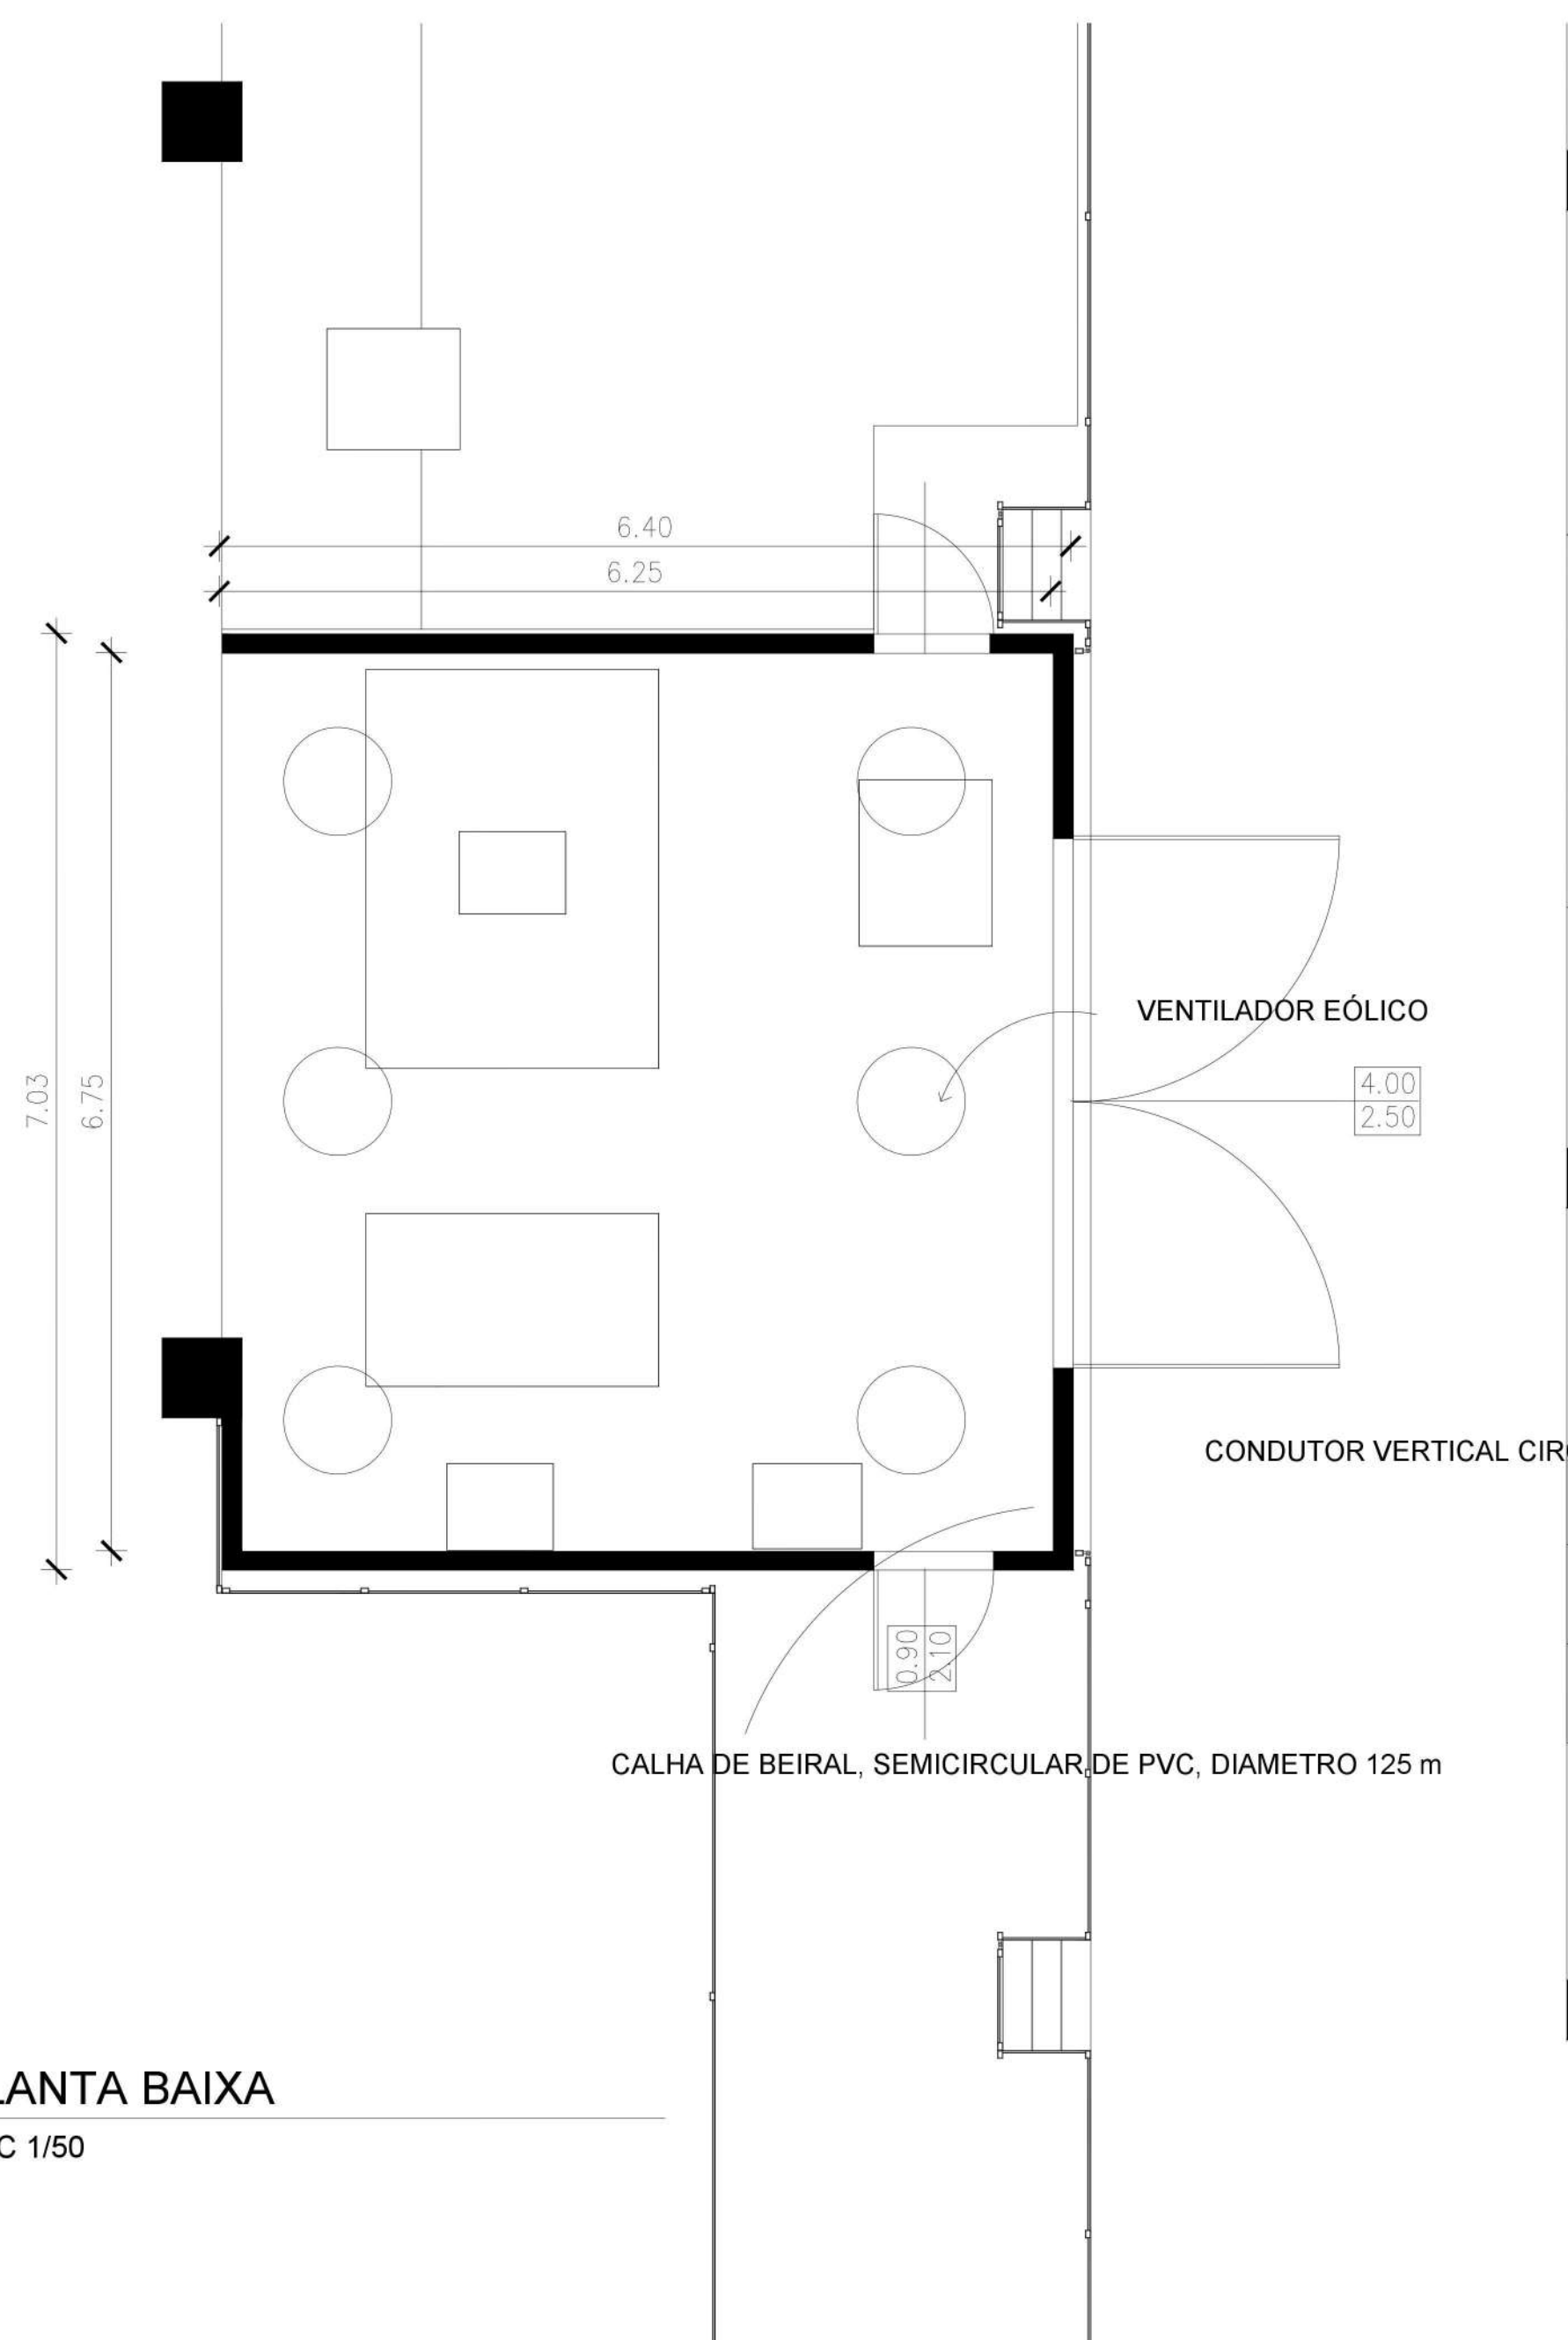 6.40
6.25
7.03
6.75
VENTILADOR EÓLICO
4.00
2.50
CONDUTOR VERTICAL CIR
0.90
2.10
CALHA DE BEIRAL, SEMICIRCULAR DE PVC, DIAMETRO 125 m
LANTA BAIXA
C 1/50